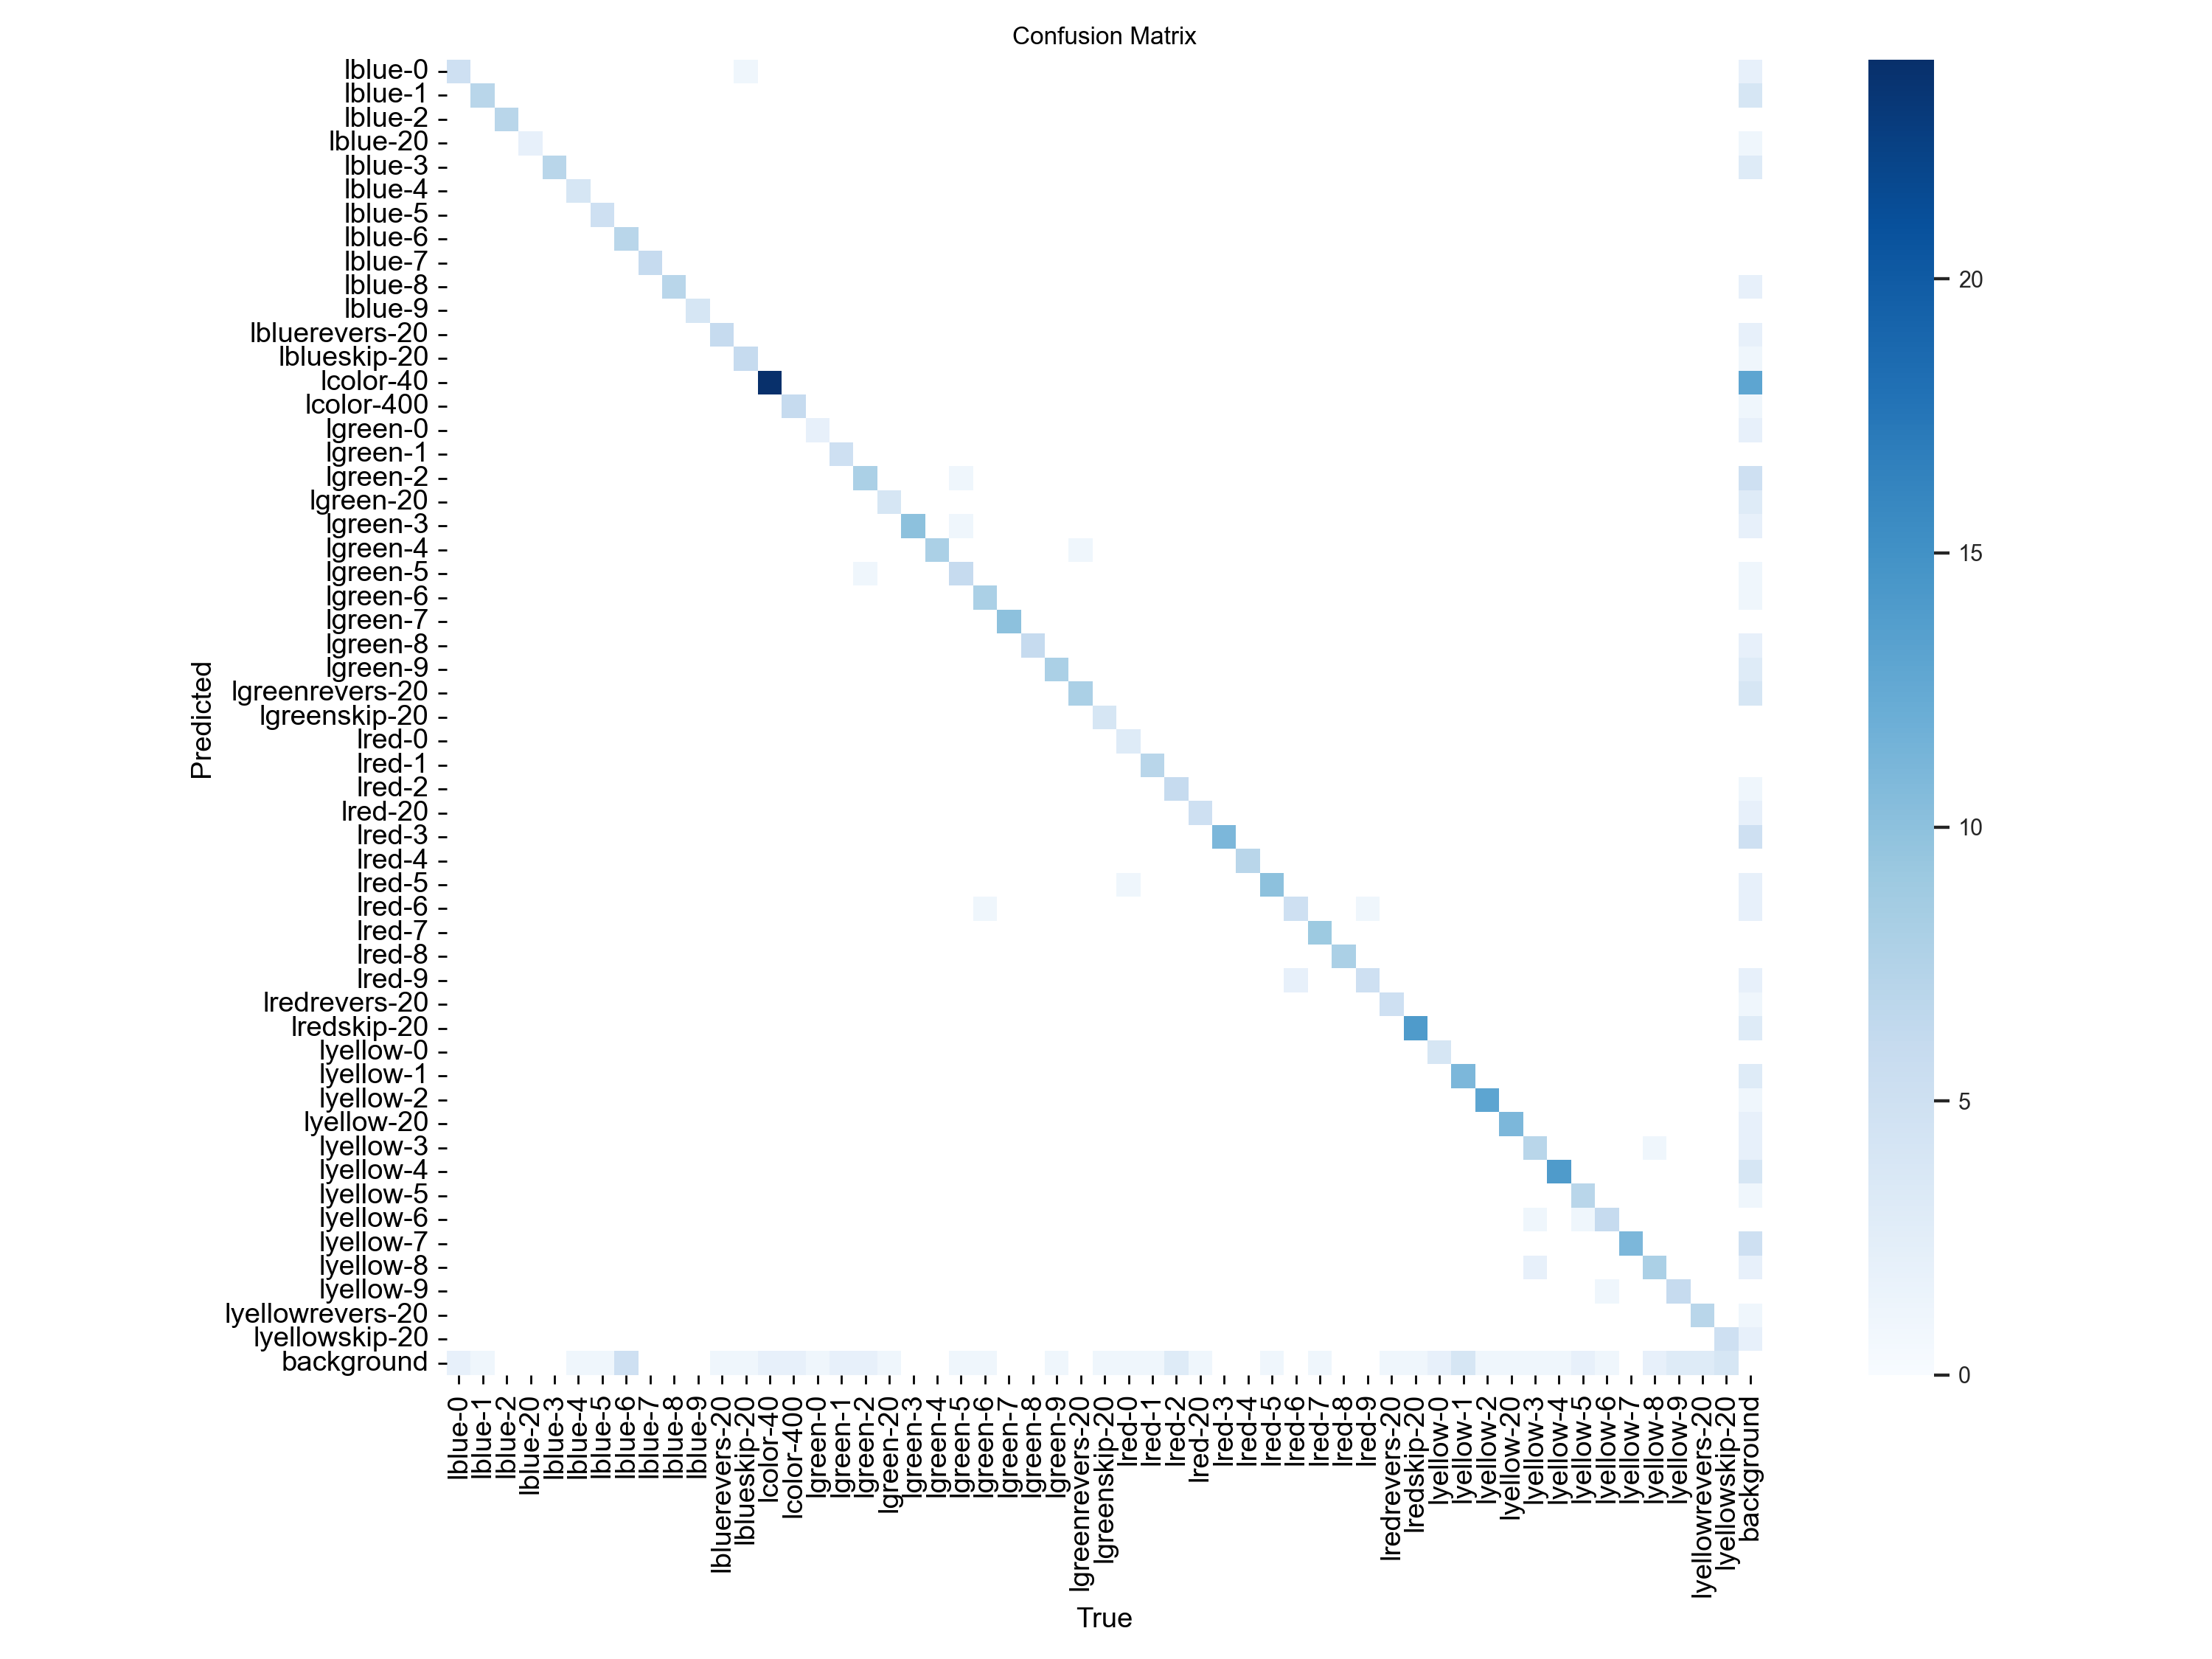 Confusion Matrix
lblue-0
lblue-1
lblue-2
lblue-20
lblue-3
lblue-4
lblue-5
lblue-6
lblue-7
lblue-8
lblue-9
lbluerevers-20
lblueskip-20
lcolor-40
lcolor-400
lgreen-0
lgreen-1
lgreen-2
lgreen-20
lgreen-3
lgreen-4
lgreen-5
lgreen-6
lgreen-7
lgreen-8
lgreen-9
lgreenrevers-20
lgreenskip-20
lred-0
lred-1
lred-2
lred-20
lred-3
lred-4
lred-5
lred-6
lred-7
lred-8
lred-9
lredrevers-20
lredskip-20
lyellow-0
lyellow-1
lyellow-2
lyellow-20
lyellow-3
lyellow-4
lyellow-5
lyellow-6
lyellow-7
lyellow-8
lyellow-9
lyellowrevers-20
lyellowskip-20
background
Predicted
lblue-0
lblue-1
lblue-2
lblue-20
lblue-3
lblue-4
lblue-5
lblue-6
lblue-7
lblue-8
lblue-9
lbluerevers-20
lblueskip-20
lcolor-40
lcolor-400
lgreen-0
lgreen-1
lgreen-2
lgreen-20
lgreen-3
lgreen-4
lgreen-5
lgreen-6
lgreen-7
lgreen-8
lgreen-9
lgreenrevers-20
lgreenskip-20
lred-0
lred-1
lred-2
lred-20
lred-3
lred-4
lred-5
lred-6
lred-7
lred-8
lred-9
lredrevers-20
lredskip-20
lyellow-0
lyellow-1
lyellow-2
lyellow-20
lyellow-3
lyellow-4
lyellow-5
lyellow-6
lyellow-7
lyellow-8
lyellow-9
lyellowrevers-20
lyellowskip-20
background
True
20
15
10
5
0